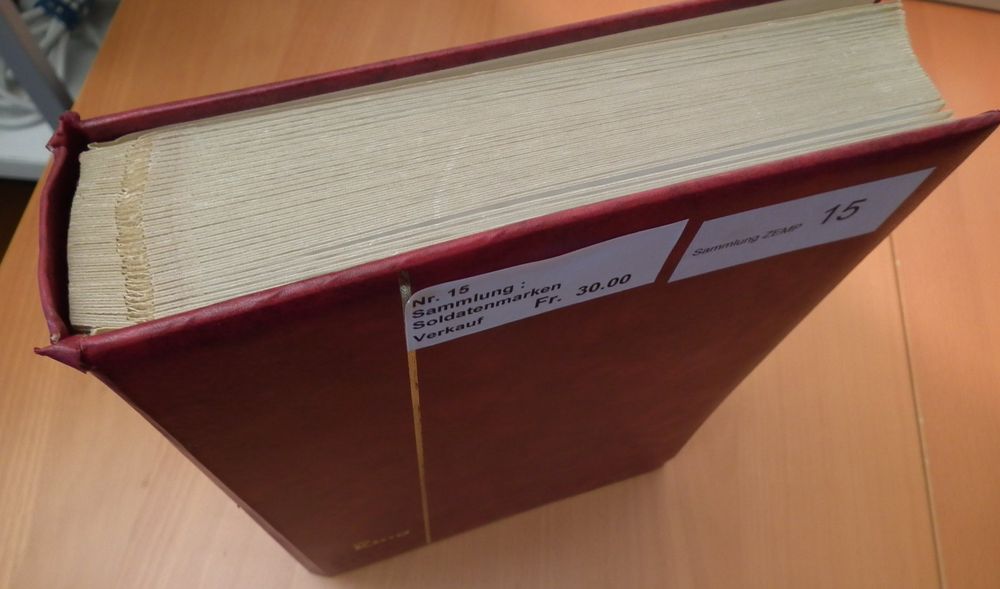 Nr. 15
Sammlung :
Soldatenmarken
Verkauf Fr. 30.00
Sammlung ZEMP 15